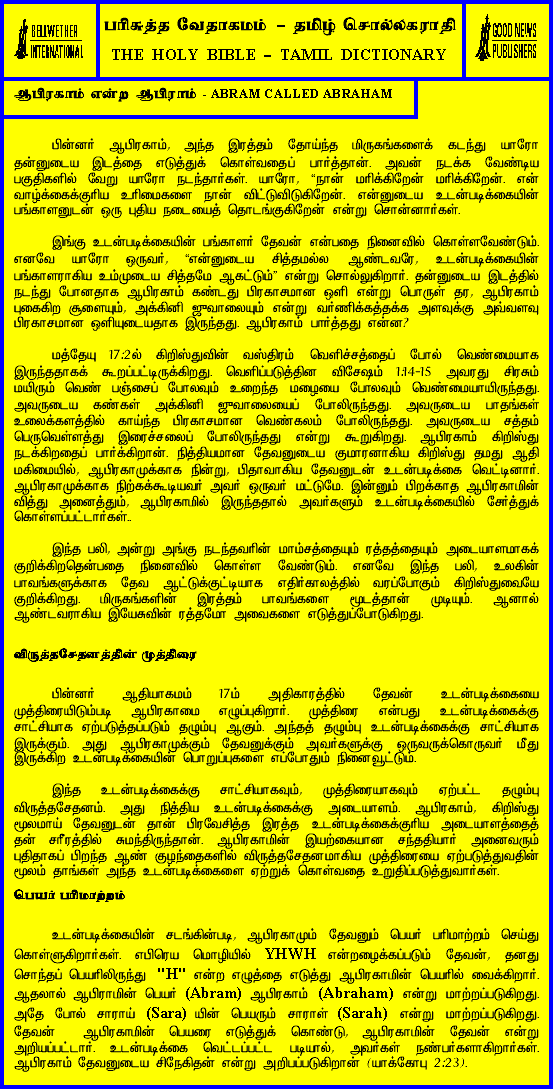 BELLWETHER
INTERNATIONAL
பரிசுத்த வேதாகமம் – தமிழ் சொல்லகராதி
THE HOLY BIBLE – TAMIL DICTIONARY
GOOD NEWS
PUBLISHERS
ஆபிரகாம் என்ற ஆபிராம் - ABRAM CALLED ABRAHAM
பின்னர் ஆபிரகாம், அந்த இரத்தம் தோய்ந்த மிருகங்களைக் கடந்து யாரோ
தன்னுடைய இடத்தை எடுத்துக் கொள்வதைப் பார்த்தான். அவன் நடக்க வேண்டிய
பகுதிகளில் வேறு யாரோ நடந்தார்கள். யாரோ, “நான் மரிக்கிறேன் மரிக்கிறேன். என்
வாழ்க்கைக்குரிய உரிமைகளை நான் விட்டுவிடுகிறேன். என்னுடைய உடன்படிக்கையின்
பங்காளனுடன் ஒரு புதிய நடையைத் தொடங்குகிறேன் என்று சொன்னார்கள்.
இங்கு உடன்படிக்கையின் பங்காளர் தேவன் என்பதை நினைவில் கொள்ளவேண்டும்.
எனவே யாரோ ஒருவர், “என்னுடைய சித்தமல்ல ஆண்டவரே, உடன்படிக்கையின்
பங்காளராகிய உம்முடைய சித்தமே ஆகட்டும்” என்று சொல்லுகிறார். தன்னுடைய இடத்தில்
நடந்து போனதாக ஆபிரகாம் கண்டது பிரகாசமான ஒளி என்று பொருள் தர, ஆபிரகாம்
புகைகிற சூளையும், அக்கினி ஜுவாலையும் என்று வர்ணிக்கத்தக்க அளவுக்கு அவ்வளவு
பிரகாசமான ஒளியுடையதாக இருந்தது. ஆபிரகாம் பார்த்தது என்ன?
மத்தேயு 17:2ல் கிறிஸ்துவின் வஸ்திரம் வெளிச்சத்தைப் போல் வெண்மையாக
இருந்ததாகக் கூறப்பட்டிருக்கிறது. வெளிப்படுத்தின விசேஷம் 1:14-15 அவரது சிரசும்
மயிரும் வெண் பஞ்சைப் போலவும் உறைந்த மழையை போலவும் வெண்மையாயிருந்தது.
அவருடைய கண்கள் அக்கினி ஜுவாலையைப் போலிருந்தது. அவருடைய பாதங்கள்
உலைக்களத்தில் காய்ந்த பிரகாசமான வெண்கலம் போலிருந்தது. அவருடைய சத்தம்
பெருவெள்ளத்து இரைச்சலைப் போலிருந்தது என்று கூறுகிறது. ஆபிரகாம் கிறிஸ்து
நடக்கிறதைப் பார்க்கிறான். நித்தியமான தேவனுடைய குமாரனாகிய கிறிஸ்து தமது ஆதி
மகிமையில், ஆபிரகாமுக்காக நின்று, பிதாவாகிய தேவனுடன் உடன்படிக்கை வெட்டினார்.
ஆபிரகாமுக்காக நிற்கக்கூடியவர் அவர் ஒருவர் மட்டுமே. இன்னும் பிறக்காத ஆபிரகாமின்
வித்து அனைத்தும், ஆபிரகாமில் இருந்ததால் அவர்களும் உடன்படிக்கையில் சேர்த்துக்
கொள்ளப்பட்டார்கள்..
இந்த பலி, அன்று அங்கு நடந்தவரின் மாம்சத்தையும் ரத்தத்தையும் அடையாளமாகக்
குறிக்கிறதென்பதை நினைவில் கொள்ள வேண்டும். எனவே இந்த பலி, உலகின்
பாவங்களுக்காக தேவ ஆட்டுக்குட்டியாக எதிர்காலத்தில் வரப்போகும் கிறிஸ்துவையே
குறிக்கிறது. மிருகங்களின் இரத்தம் பாவங்களை மூடத்தான் முடியும். ஆனால்
ஆண்டவராகிய இயேசுவின் ரத்தமோ அவைகளை எடுத்துப்போடுகிறது.
விருத்தசேதனத்தின் முத்திரை
பின்னர் ஆதியாகமம் 17ம் அதிகாரத்தில் தேவன் உடன்படிக்கையை
முத்திரையிடும்படி ஆபிரகாமை எழுப்புகிறார். முத்திரை என்பது உடன்படிக்கைக்கு
சாட்சியாக ஏற்படுத்தப்படும் தழும்பு ஆகும். அந்தத் தழும்பு உடன்படிக்கைக்கு சாட்சியாக
இருக்கும். அது ஆபிரகாமுக்கும் தேவனுக்கும் அவர்களுக்கு ஒருவருக்கொருவர் மீது
இருக்கிற உடன்படிக்கையின் பொறுப்புகளை எப்போதும் நினைவூட்டும்.
இந்த உடன்படிக்கைக்கு சாட்சியாகவும், முத்திரையாகவும் ஏற்பட்ட தழும்பு
விருத்தசேதனம். அது நித்திய உடன்படிக்கைக்கு அடையாளம். ஆபிரகாம், கிறிஸ்து
மூலமாய் தேவனுடன் தான் பிரவேசித்த இரத்த உடன்படிக்கைக்குரிய அடையாளத்தைத்
தன் சரீரத்தில் சுமந்திருந்தான். ஆபிரகாமின் இயற்கையான சந்ததியார் அனைவரும்
புதிதாகப் பிறந்த ஆண் குழந்தைகளில் விருத்தசேதனமாகிய முத்திரையை ஏற்படுத்துவதின்
மூலம் தாங்கள் அந்த உடன்படிக்கைளை ஏற்றுக் கொள்வதை உறுதிப்படுத்துவார்கள்.
பெயர் பரிமாற்றம்
உடன்படிக்கையின் சடங்கின்படி, ஆபிரகாமும் தேவனும் பெயர் பரிமாற்றம் செய்து
கொள்ளுகிறார்கள். எபிரெய மொழியில் YHWH என்றழைக்கப்படும் தேவன், தனது
சொந்தப் பெயரிலிருந்து "H" என்ற எழுத்தை எடுத்து ஆபிரகாமின் பெயரில் வைக்கிறார்.
ஆதலால் ஆபிராமின் பெயர் (Abram) ஆபிரகாம் (Abraham) என்று மாற்றப்படுகிறது.
அதே போல் சாராய் (Sara) யின் பெயரும் சாராள் (Sarah) என்று மாற்றப்படுகிறது.
தேவன் ஆபிரகாமின் பெயரை எடுத்துக் கொண்டு, ஆபிரகாமின் தேவன் என்று
அறியப்பட்டார். உடன்படிக்கை வெட்டப்பட்ட படியால், அவர்கள் நண்பர்களாகிறார்கள்.
ஆபிரகாம் தேவனுடைய சிநேகிதன் என்று அறிபப்படுகிறான் (யாக்கோபு 2:23).